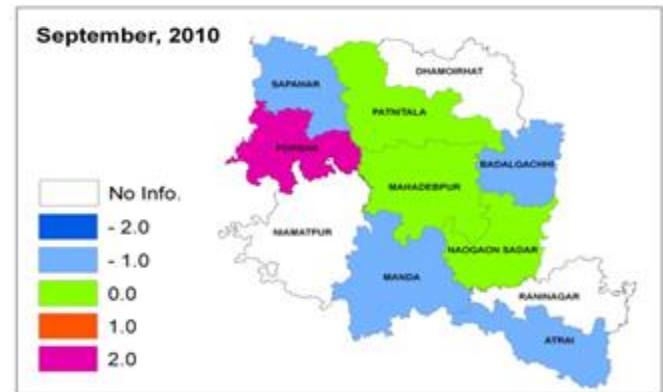 September, 2010
DHAMOIRHAT
SAPAHAR
PATNITALA
PORSHA
BADALGACHHI
MAHADEBPUR
No Info.
NIAMATPUR
- 2.0
NAOGAON SADAR
- 1.0
MANDA
0.0
RANINAGAR
1.0
ATRAI
2.0